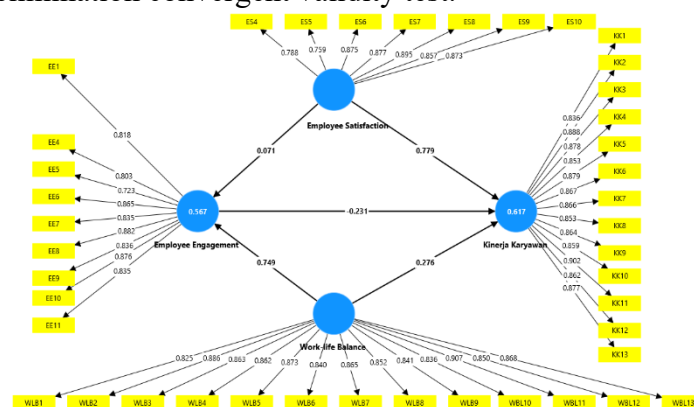 ES4 ES5 ES6 ES7 ES8 ES9 ES10
0.788 0.759 0.875 0.877 0.895 0.857 0.873
KK1
KK2
KK3
KK4
KK5
KK6
KK7
KK8
KK9
KK10
KK11
KK12
KK13
0.836
0.888
0.878
0.853
0.879
0.867
0.866
0.853
0.864
0.859
0.902
0.862
0.877
EE1
EE4
EE5
EE6
EE7
EE8
EE9
EE10
EE11
0.818
0.803
0.723
0.865
0.835
0.882
0.836
0.876
0.835
Employee Satisfaction
0.071
0.779
0.567
Employee Engagement
-0.231
0.617
Kinerja Karyawan
0.749
0.276
Work-life Balance
0.825 0.886 0.863 0.862 0.873 0.840 0.865 0.852 0.841 0.836 0.907 0.850 0.868
WLB1 WLB2 WLB3 WLB4 WLB5 WLB6 WLB7 WLB8 WLB9 WBL10 WBL11 WBL12 WBL13